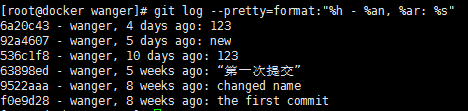 [root@docker wanger]# git log --pretty=format:"%h - %an, %ar: %s"
6a20c43 - wanger, 4 days ago: 123
92a4607 - wanger, 5 days ago: new
536c1f8 - wanger, 10 days ago: 123
63898ed - wanger, 5 weeks ago: “第一次提交”
9522aaa - wanger, 8 weeks ago: changed name
f0e9d28 - wanger, 8 weeks ago: the first commit